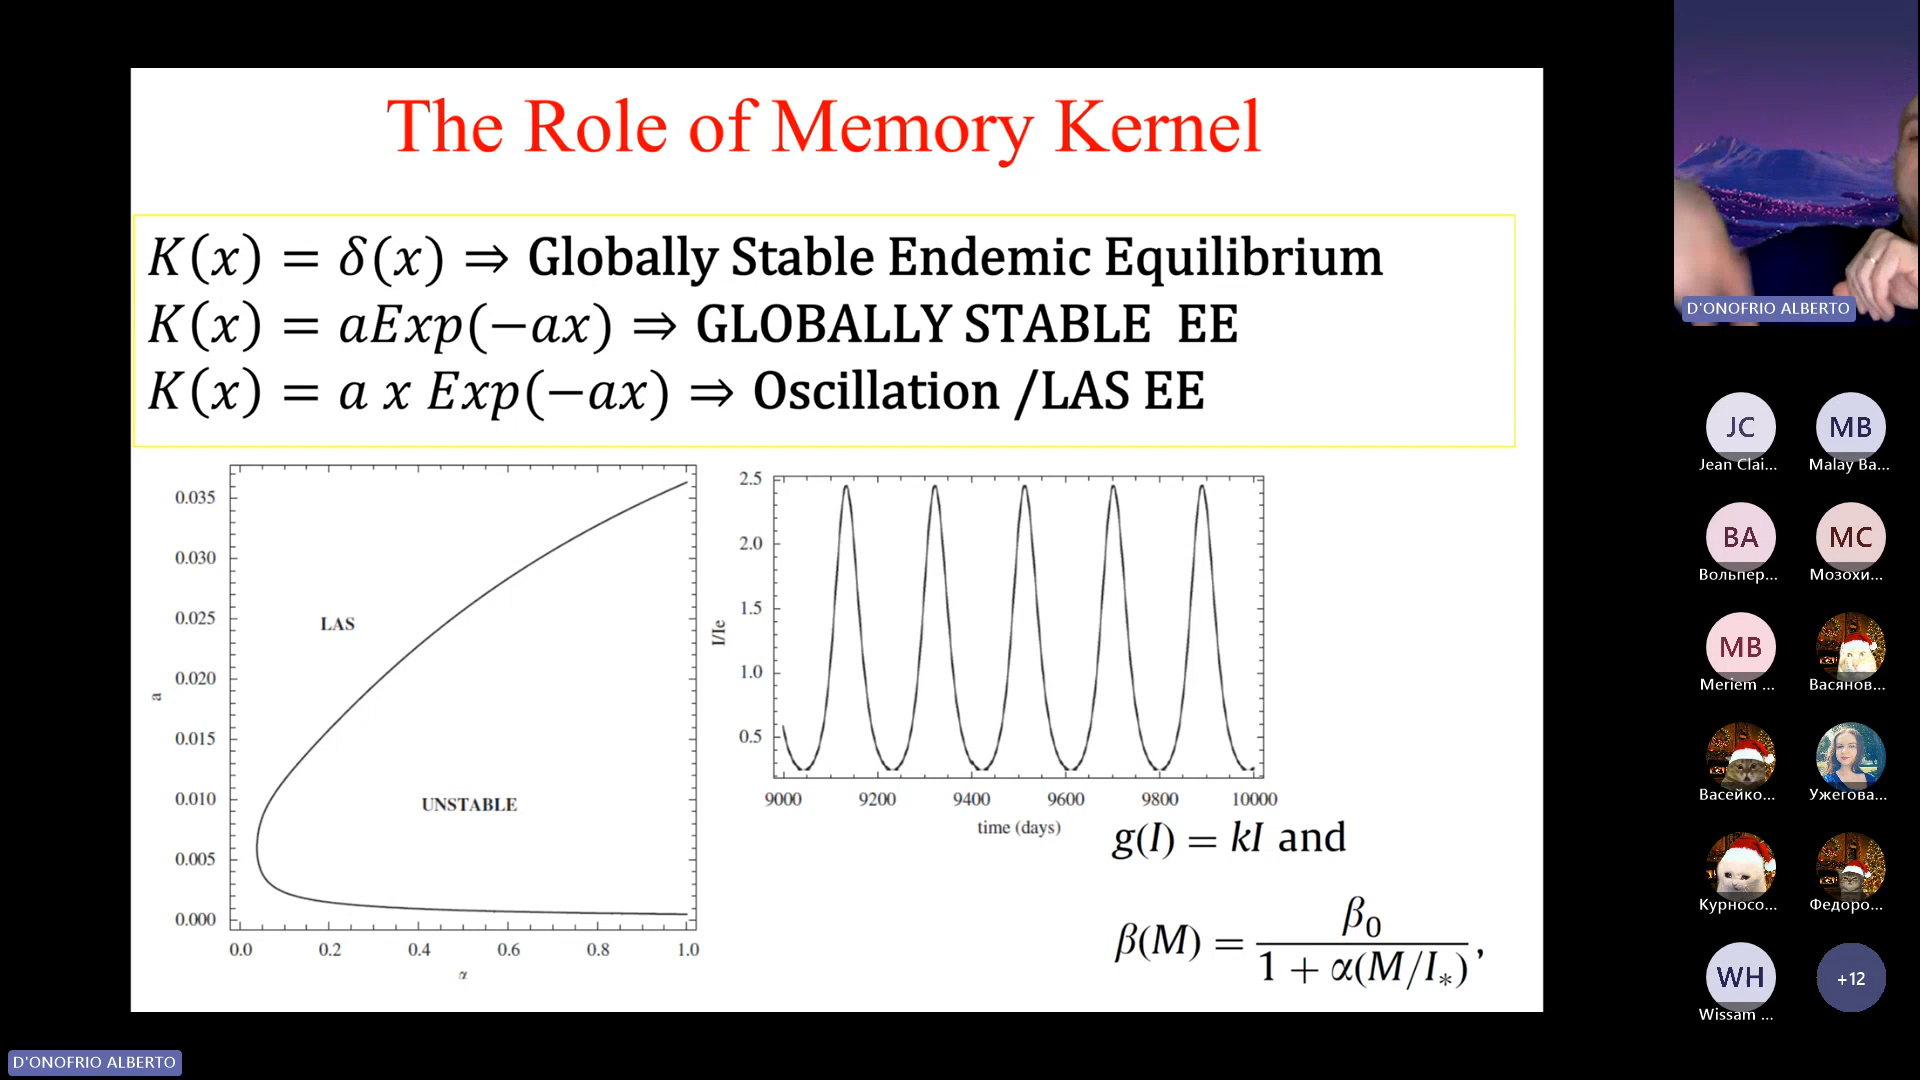 The Role of Memory Kernel
K(x) = δ(x) ⇒ Globally Stable Endemic Equilibrium
K(x) = aExp(−ax) ⇒ GLOBALLY STABLE EE
K(x) = a x Exp(−ax) ⇒ Oscillation /LAS EE
0.035
0.030
0.025
0.020
0.015
0.010
0.005
0.000
a
LAS
UNSTABLE
0.0 0.2 0.4 0.6 0.8 1.0
α
2.5
2.0
1.5
1.0
0.5
I/Ie
9000 9200 9400 9600 9800 10000
time (days)
g(I) = kI and
β(M) = β₀ / (1 + α(M/I∗)),
D'ONOFRIO ALBERTO
JC MB
Jean Clai... Malay Ba...
BA MC
Вольпер... Мозохи...
MB
Meriem ... Васянов...
Васейко... Ужегова...
Курносо... Федоро...
WH +12
Wissam ...
D'ONOFRIO ALBERTO